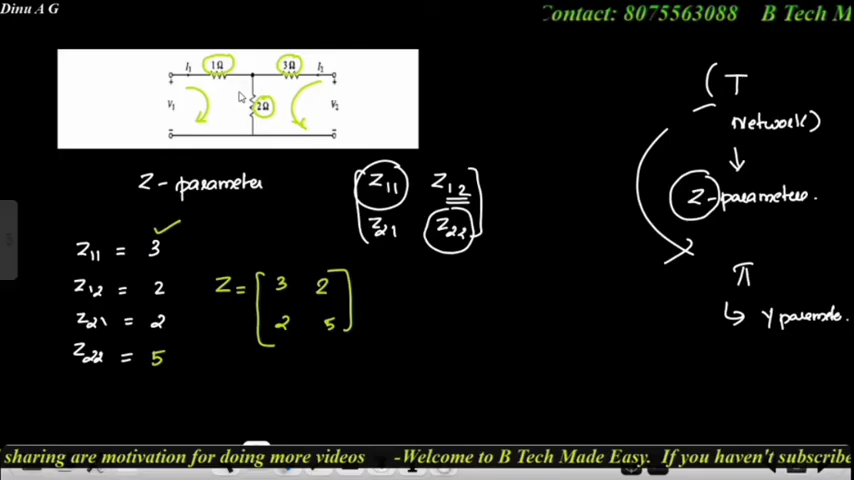 Dinu A G
Contact: 8075563088 B Tech M
I₁ 1Ω 3Ω I₂
V₁ 2Ω V₂
(T
Network)
Z-parameters.
π
↳ Y paramete.
Z - parameter
Z₁₁ Z₁₂
Z₂₁ Z₂₂
Z₁₁ = 3
Z₁₂ = 2
Z₂₁ = 2
Z₂₂ = 5
Z = [3 2
2 5]
sharing are motivation for doing more videos -Welcome to B Tech Made Easy. If you haven't subscribe